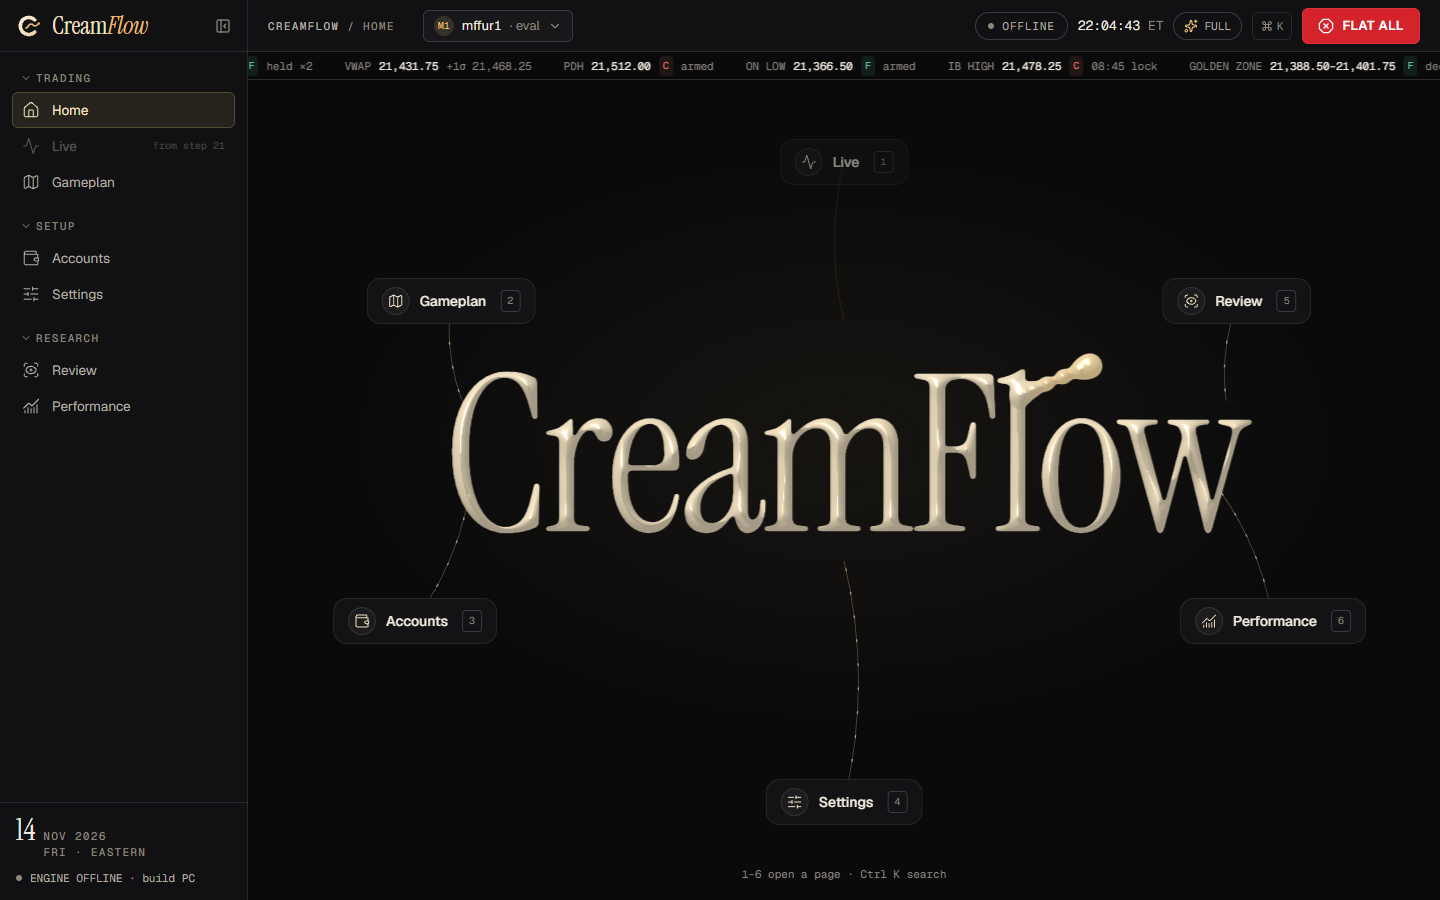 CreamFlow
CREAMFLOW / HOME
M1 mffur1 · eval
OFFLINE
22:04:43 ET
FULL
⌘ K
FLAT ALL
F held ×2 VWAP 21,431.75 +1σ 21,468.25 PDH 21,512.00 C armed ON LOW 21,366.50 F armed IB HIGH 21,478.25 C 08:45 lock GOLDEN ZONE 21,388.50–21,401.75 F
TRADING
Home
Live from step 21
Gameplan
SETUP
Accounts
Settings
RESEARCH
Review
Performance
14 NOV 2026
FRI · EASTERN
ENGINE OFFLINE · build PC
Live 1
Gameplan 2
Review 5
CreamFlow
Accounts 3
Performance 6
Settings 4
1–6 open a page · Ctrl K search